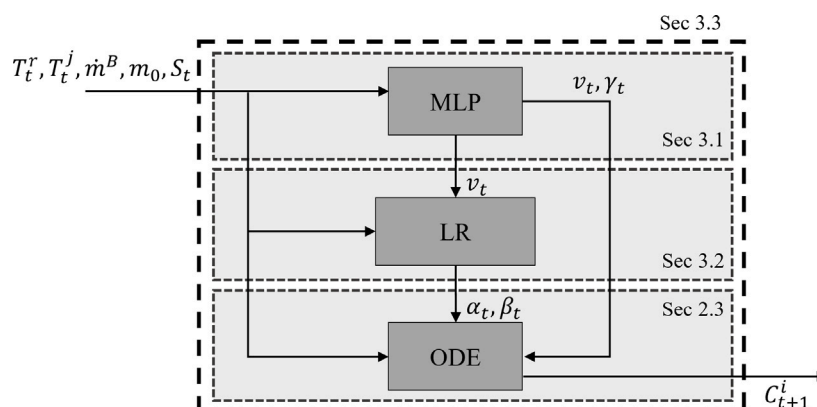 Sec 3.3
T_t^r, T_t^j, ṁ^B, m_0, S_t
MLP
v_t, γ_t
Sec 3.1
v_t
LR
Sec 3.2
α_t, β_t
Sec 2.3
ODE
C_{t+1}^i